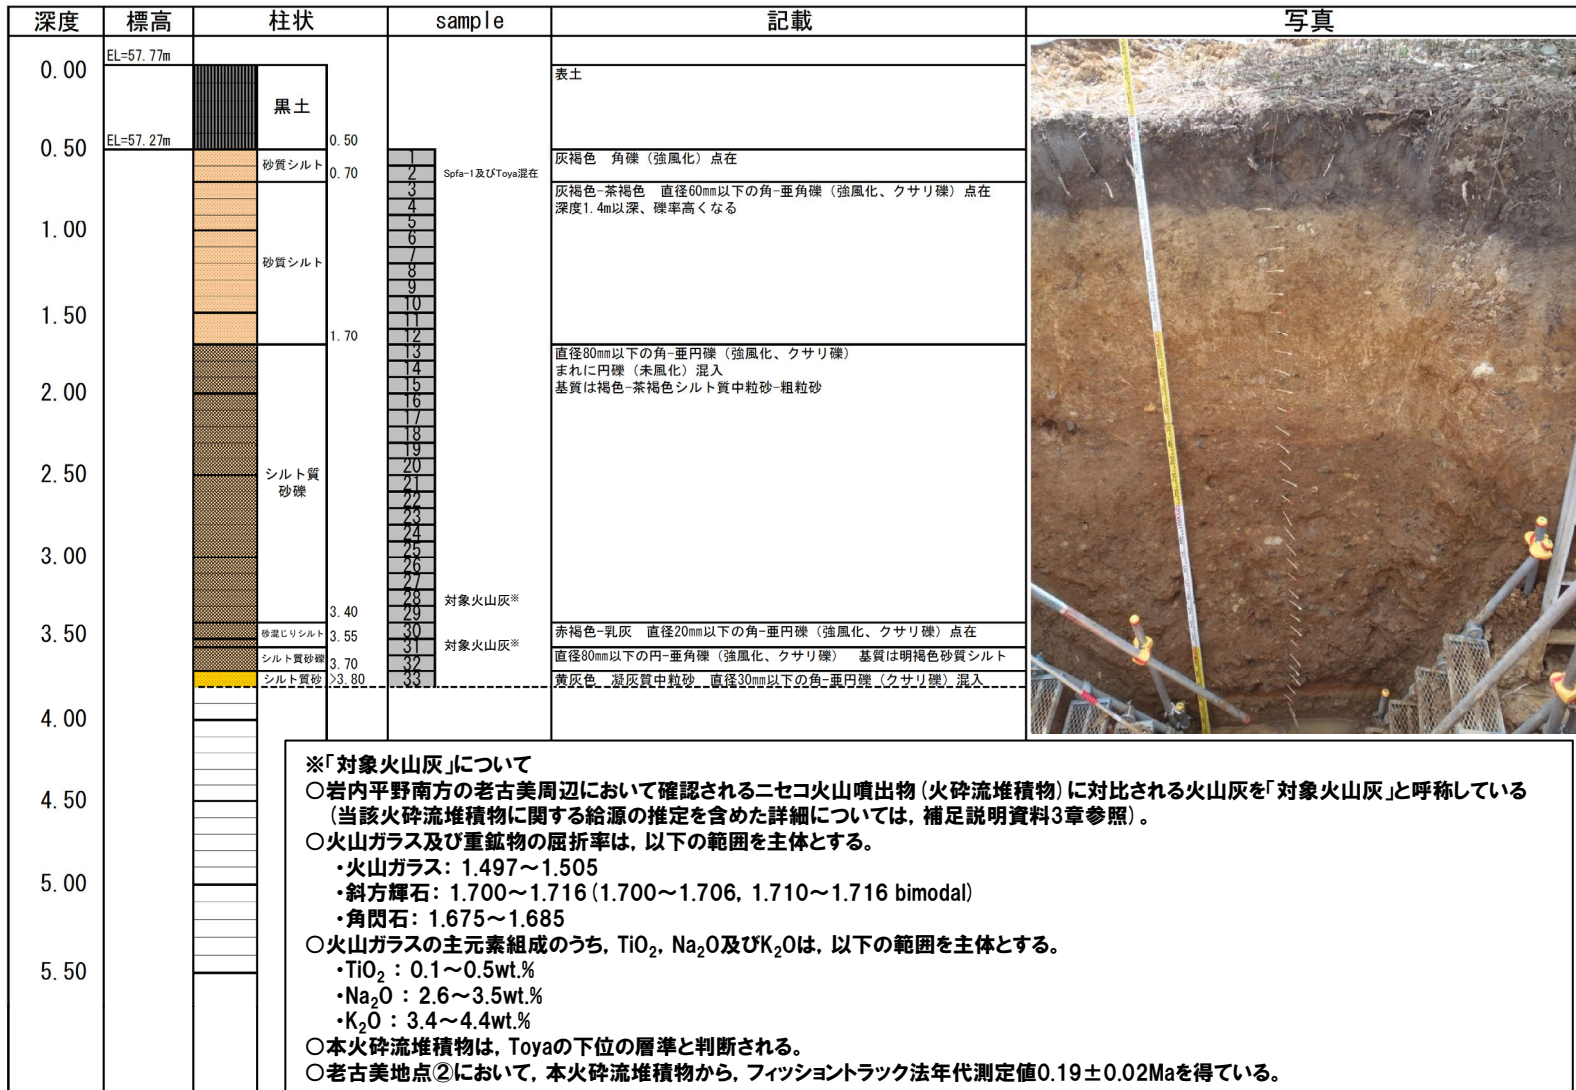 深度 標高 柱状 sample 記載 写真
EL=57.77m
0.00
表土
黒土
0.50
EL=57.27m
0.50
1 灰褐色 角礫（強風化）点在
砂質シルト
0.70
2 Spfa-1及びToya混在
3 灰褐色-茶褐色 直径60mm以下の角-亜角礫（強風化、クサリ礫）点在
4 深度1.4m以深、礫率高くなる
5
1.00
6
7
砂質シルト
8
9
10
1.50
11
12
1.70
13 直径80mm以下の角-亜円礫（強風化、クサリ礫）
14 まれに円礫（未風化）混入
15 基質は褐色-茶褐色シルト質中粒砂-粗粒砂
2.00
16
17
18
19
20
2.50
シルト質
砂礫
21
22
23
24
25
3.00
26
27
28 対象火山灰※
29
3.40
3.50
砂混じりシルト
3.55
30 赤褐色-乳灰 直径20mm以下の角-亜円礫（強風化、クサリ礫）点在
31 対象火山灰※
シルト質砂礫
3.70
32 直径80mm以下の円-亜角礫（強風化、クサリ礫） 基質は明褐色砂質シルト
シルト質砂
>3.80
33 黄灰色 凝灰質中粒砂 直径30mm以下の角-亜円礫（クサリ礫）混入
4.00
4.50
5.00
5.50
※「対象火山灰」について
○岩内平野南方の老古美周辺において確認されるニセコ火山噴出物（火砕流堆積物）に対比される火山灰を「対象火山灰」と呼称している
（当該火砕流堆積物に関する給源の推定を含めた詳細については，補足説明資料3章参照）。
○火山ガラス及び重鉱物の屈折率は，以下の範囲を主体とする。
・火山ガラス：1.497～1.505
・斜方輝石：1.700～1.716（1.700～1.706，1.710～1.716 bimodal）
・角閃石：1.675～1.685
○火山ガラスの主元素組成のうち，TiO₂，Na₂O及びK₂Oは，以下の範囲を主体とする。
・TiO₂：0.1～0.5wt.%
・Na₂O：2.6～3.5wt.%
・K₂O：3.4～4.4wt.%
○本火砕流堆積物は，Toyaの下位の層準と判断される。
○老古美地点②において，本火砕流堆積物から，フィッショントラック法年代測定値0.19±0.02Maを得ている。